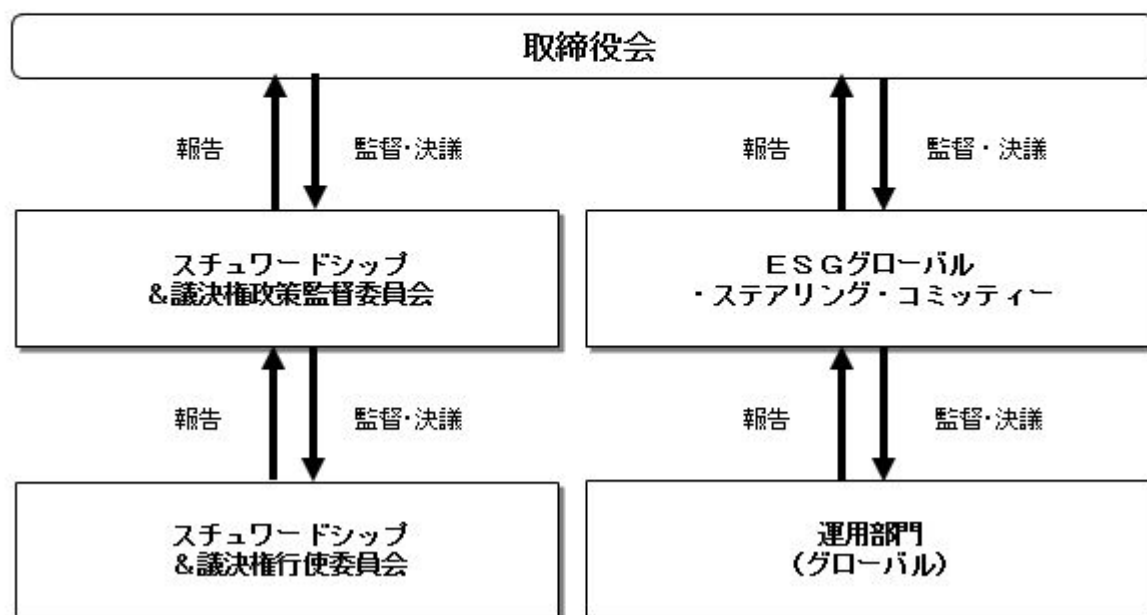 取締役会
報告
監督・決議
報告
監督・決議
スチュワードシップ
&議決権政策監督委員会
ESGグローバル
・ステアリング・コミッティー
報告
監督・決議
報告
監督・決議
スチュワードシップ
&議決権行使委員会
運用部門
(グローバル)